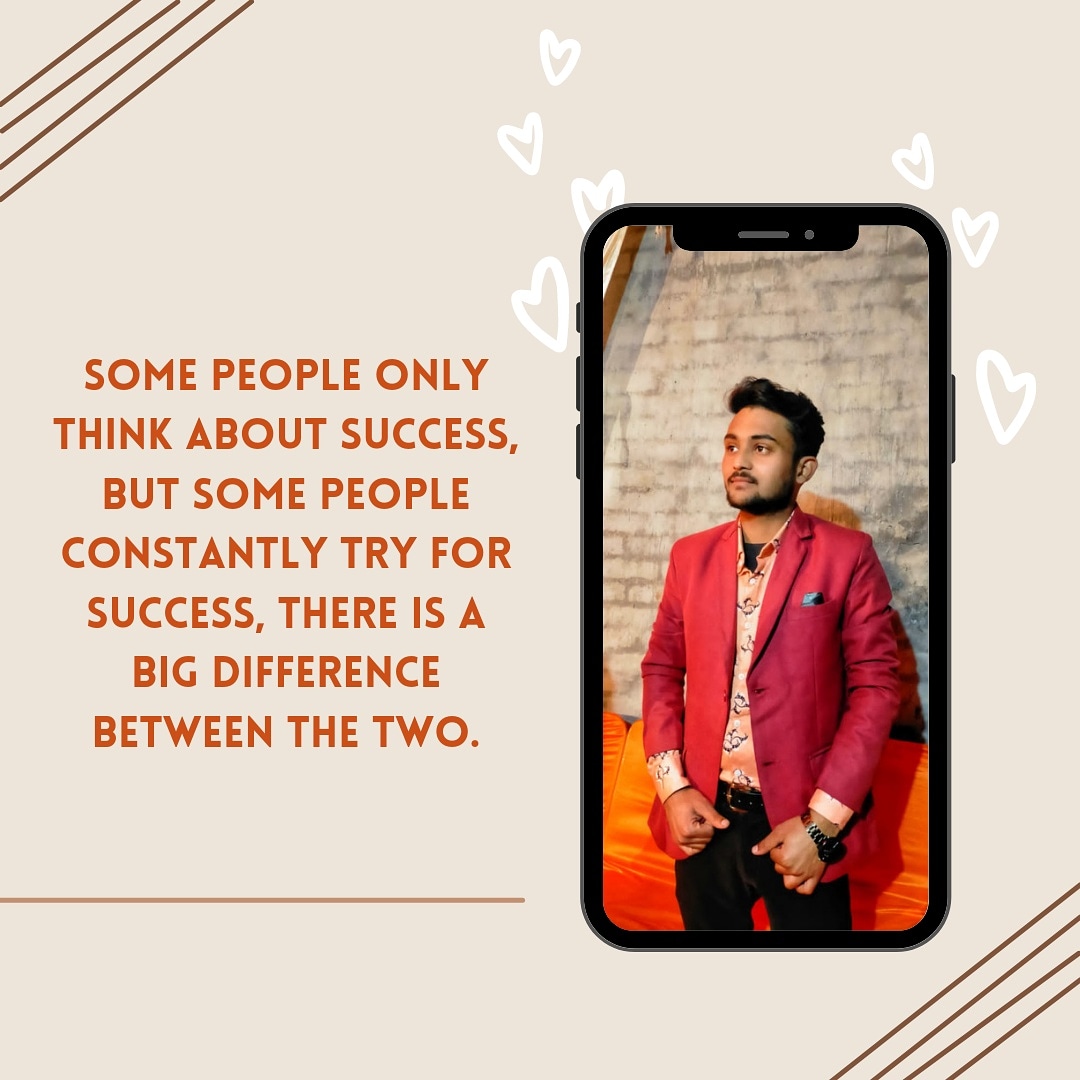 SOME PEOPLE ONLY
THINK ABOUT SUCCESS,
BUT SOME PEOPLE
CONSTANTLY TRY FOR
SUCCESS, THERE IS A
BIG DIFFERENCE
BETWEEN THE TWO.